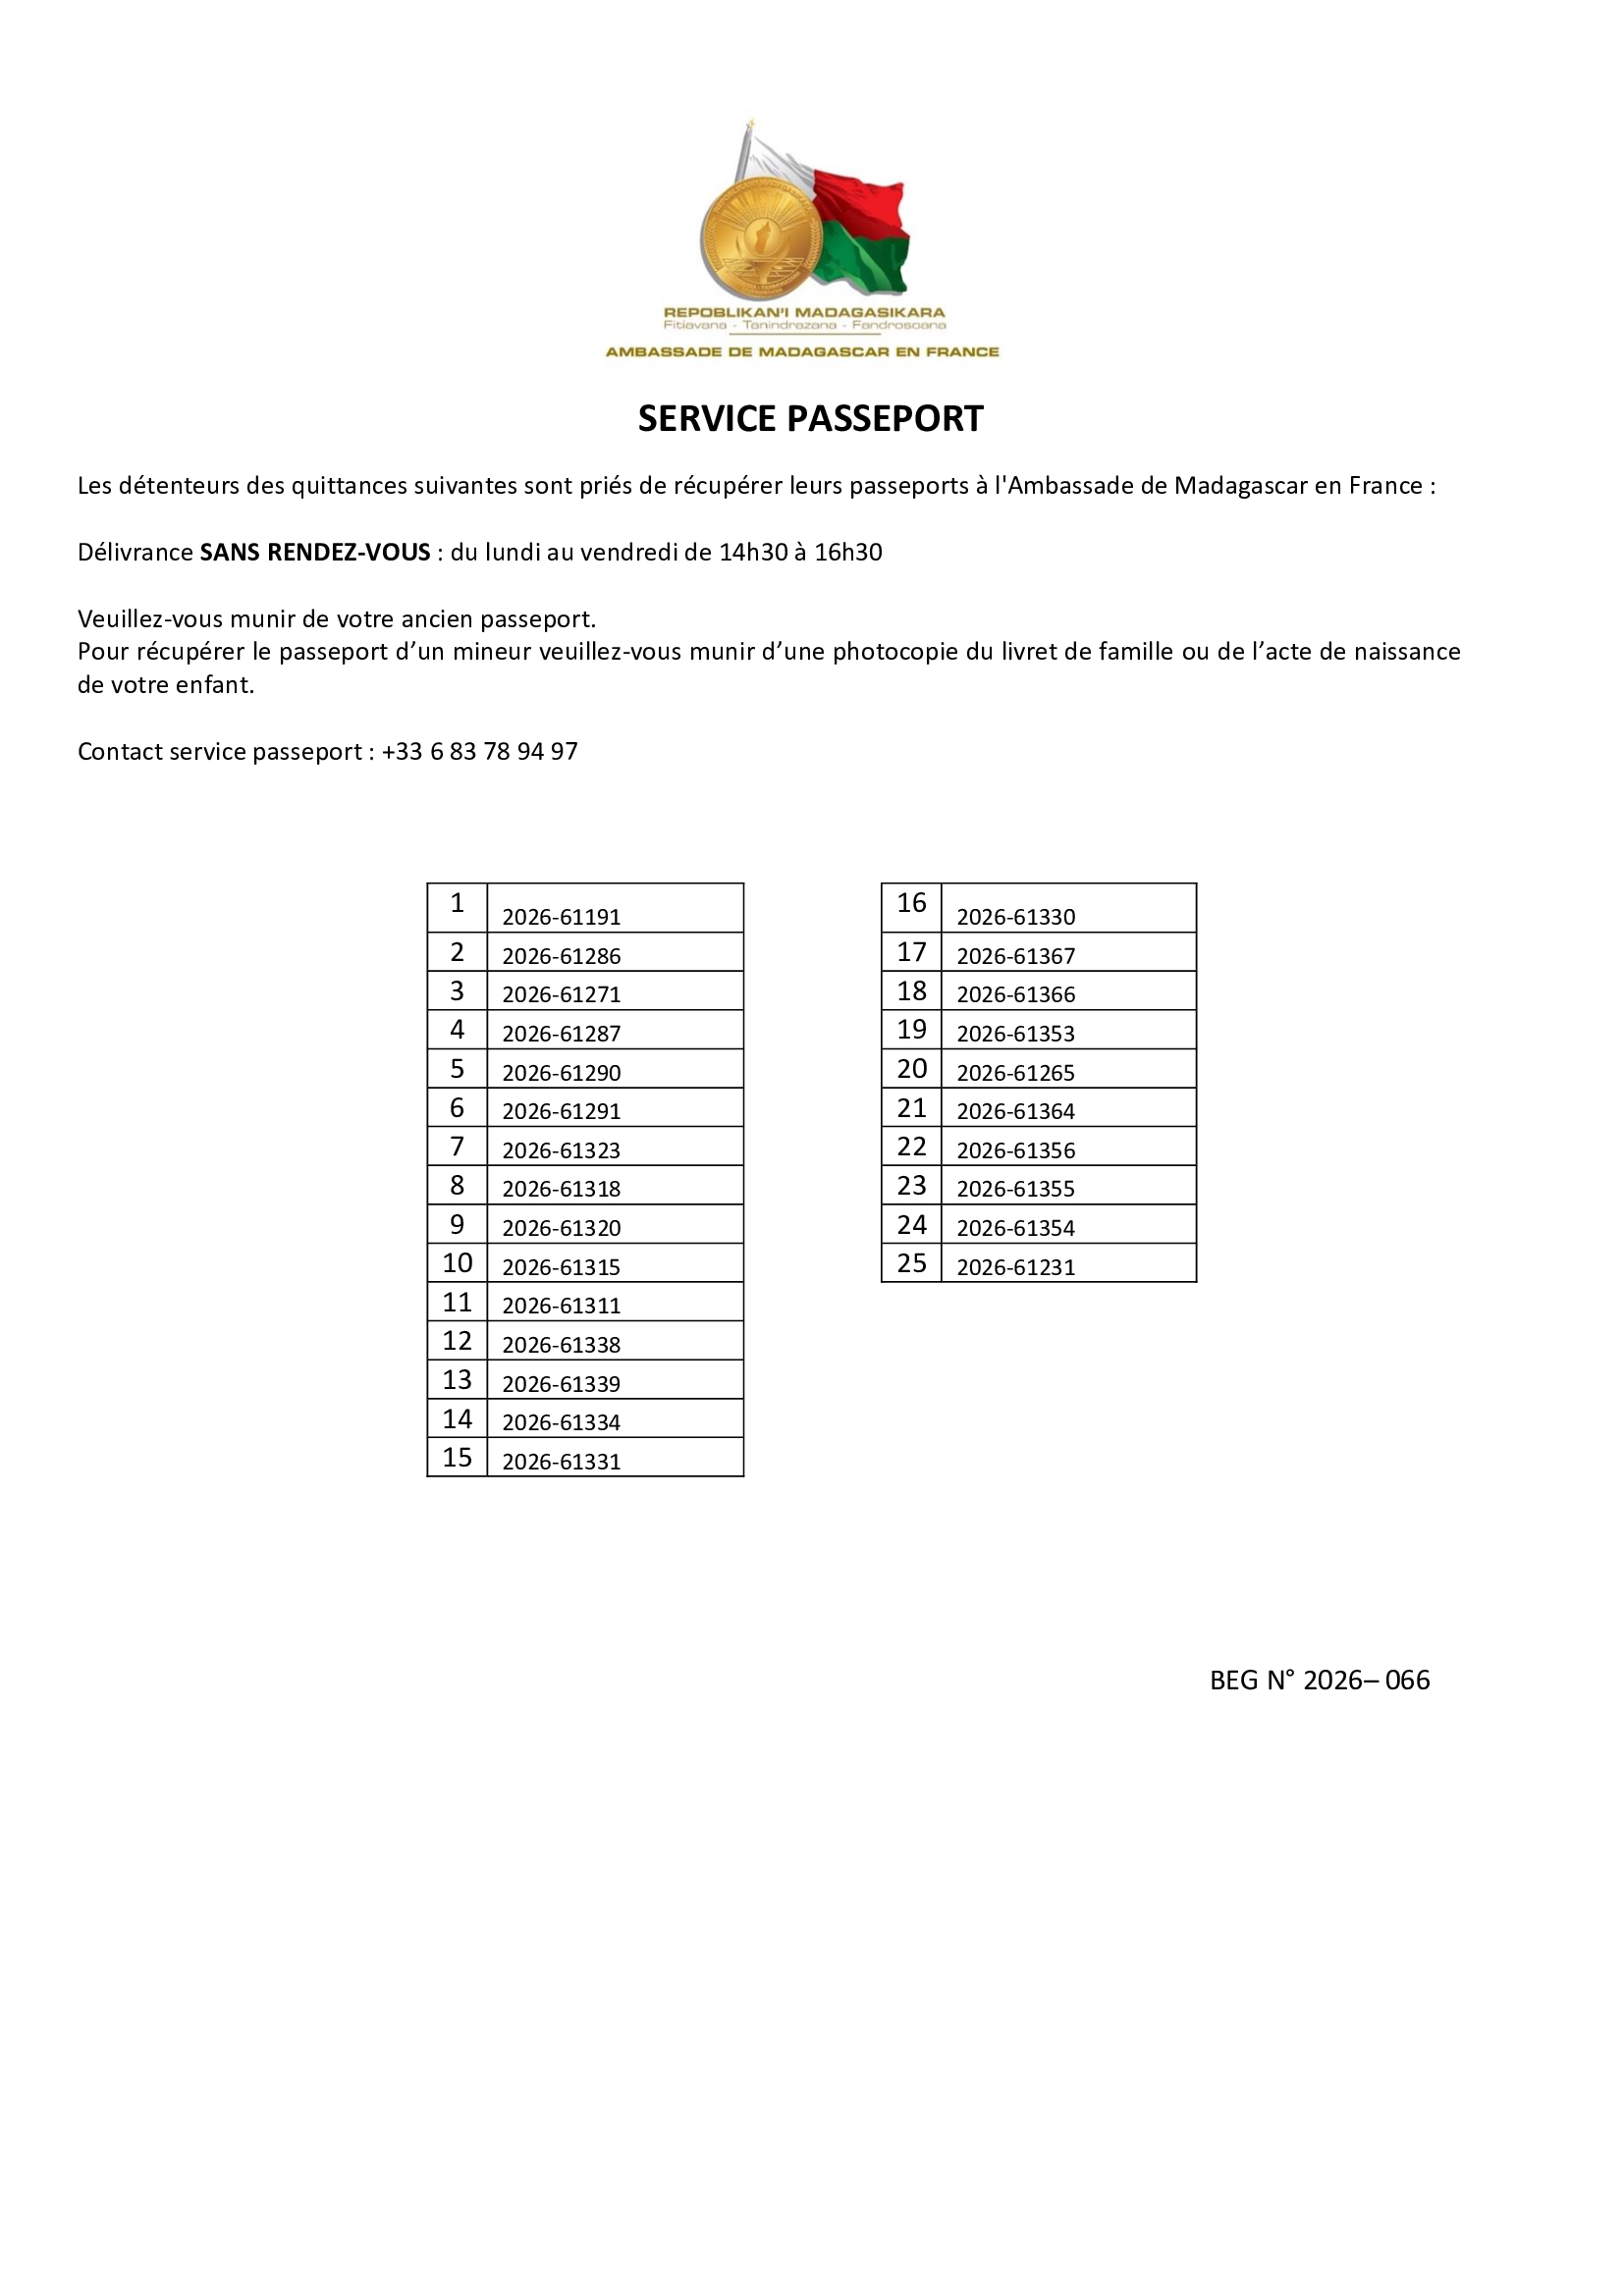 REPOBLIKAN'I MADAGASIKARA
Fitiavana - Tanindrazana - Fandrosoana
AMBASSADE DE MADAGASCAR EN FRANCE
SERVICE PASSEPORT
Les détenteurs des quittances suivantes sont priés de récupérer leurs passeports à l'Ambassade de Madagascar en France :
Délivrance SANS RENDEZ-VOUS : du lundi au vendredi de 14h30 à 16h30
Veuillez-vous munir de votre ancien passeport.
Pour récupérer le passeport d’un mineur veuillez-vous munir d’une photocopie du livret de famille ou de l’acte de naissance
de votre enfant.
Contact service passeport : +33 6 83 78 94 97
1 2026-61191
2 2026-61286
3 2026-61271
4 2026-61287
5 2026-61290
6 2026-61291
7 2026-61323
8 2026-61318
9 2026-61320
10 2026-61315
11 2026-61311
12 2026-61338
13 2026-61339
14 2026-61334
15 2026-61331
16 2026-61330
17 2026-61367
18 2026-61366
19 2026-61353
20 2026-61265
21 2026-61364
22 2026-61356
23 2026-61355
24 2026-61354
25 2026-61231
BEG N° 2026– 066